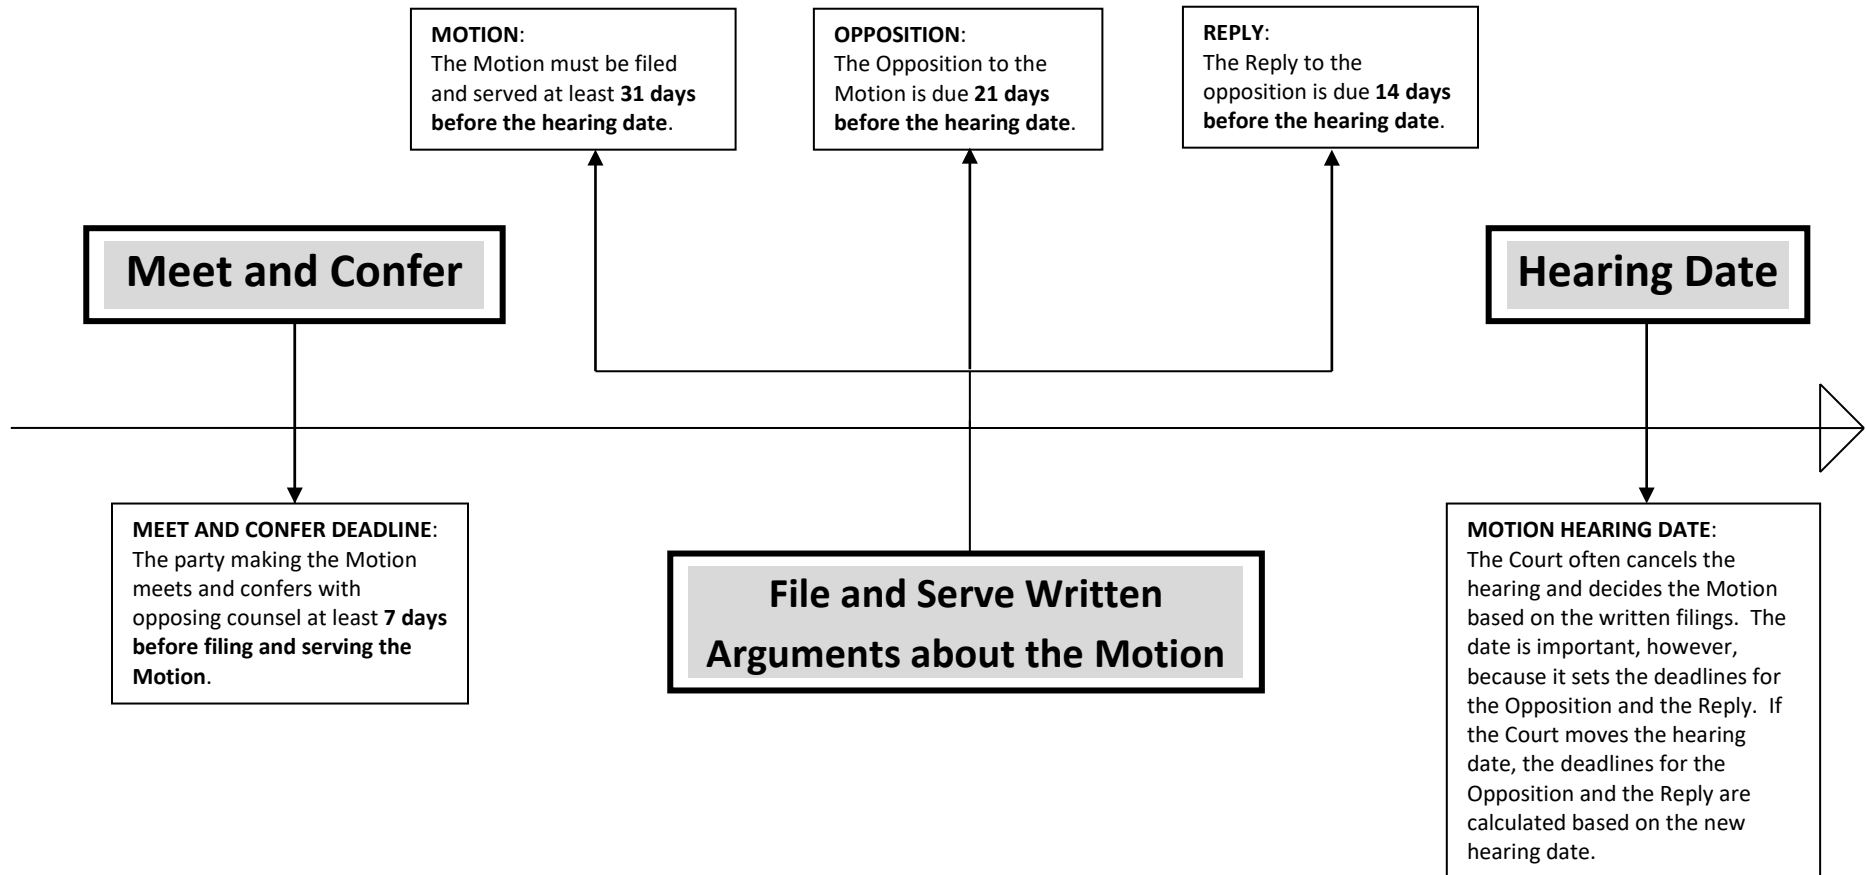 MOTION:
The Motion must be filed
and served at least 31 days
before the hearing date.
OPPOSITION:
The Opposition to the
Motion is due 21 days
before the hearing date.
REPLY:
The Reply to the
opposition is due 14 days
before the hearing date.
Meet and Confer
Hearing Date
MEET AND CONFER DEADLINE:
The party making the Motion
meets and confers with
opposing counsel at least 7 days
before filing and serving the
Motion.
File and Serve Written
Arguments about the Motion
MOTION HEARING DATE:
The Court often cancels the
hearing and decides the Motion
based on the written filings.  The
date is important, however,
because it sets the deadlines for
the Opposition and the Reply.  If
the Court moves the hearing
date, the deadlines for the
Opposition and the Reply are
calculated based on the new
hearing date.